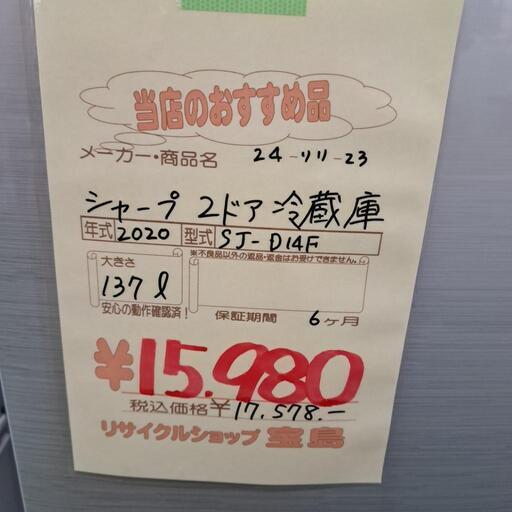 当店のおすすめ品
メーカー・商品名 24-リリ-23
シャープ 2ドア冷蔵庫
年式 2020 型式 SJ-D14F
※不良品以外の返品・返金はお受けできません。
大きさ
137ℓ
安心の動作確認済！ 保証期間 6ヶ月
¥15,980
税込価格¥17,578.-
リサイクルショップ 宝島